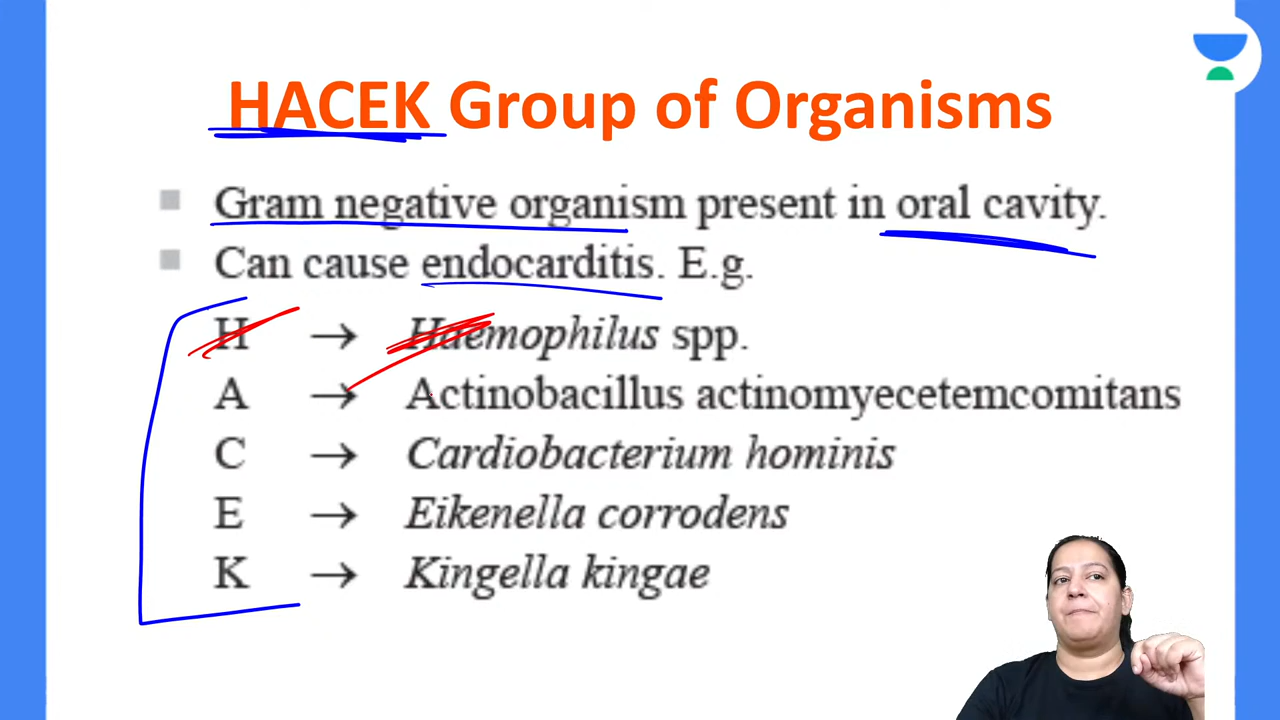 HACEK Group of Organisms
Gram negative organism present in oral cavity.
Can cause endocarditis. E.g.
H → Haemophilus spp.
A → Actinobacillus actinomyecetemcomitans
C → Cardiobacterium hominis
E → Eikenella corrodens
K → Kingella kingae